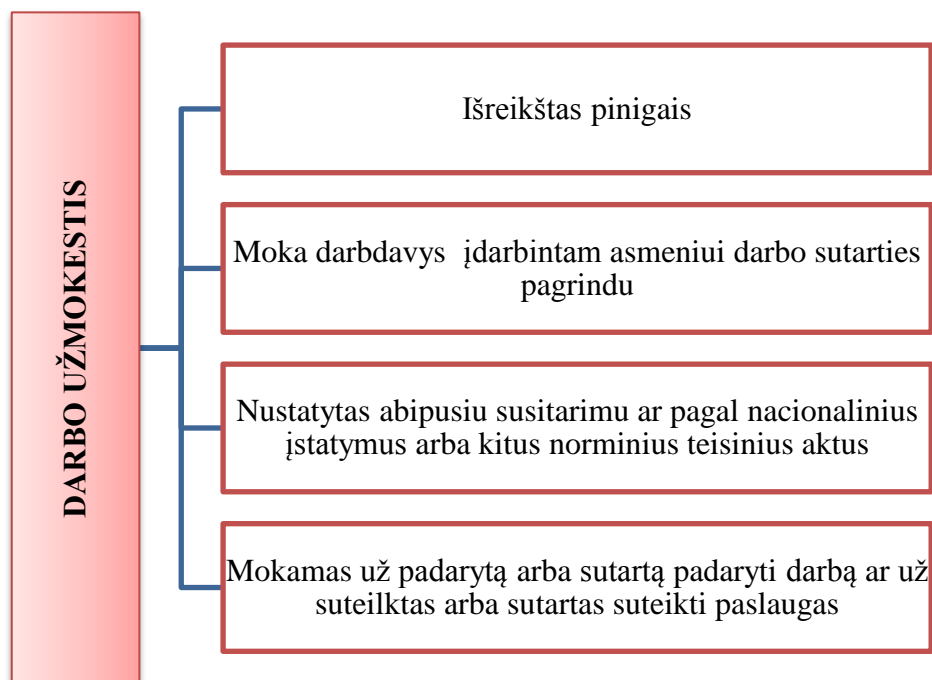 DARBO UŽMOKESTIS
Išreikštas pinigais
Moka darbdavys  įdarbintam asmeniui darbo sutarties
pagrindu
Nustatytas abipusiu susitarimu ar pagal nacionalinius
įstatymus arba kitus norminius teisinius aktus
Mokamas už padarytą arba sutartą padaryti darbą ar už
suteilktas arba sutartas suteikti paslaugas